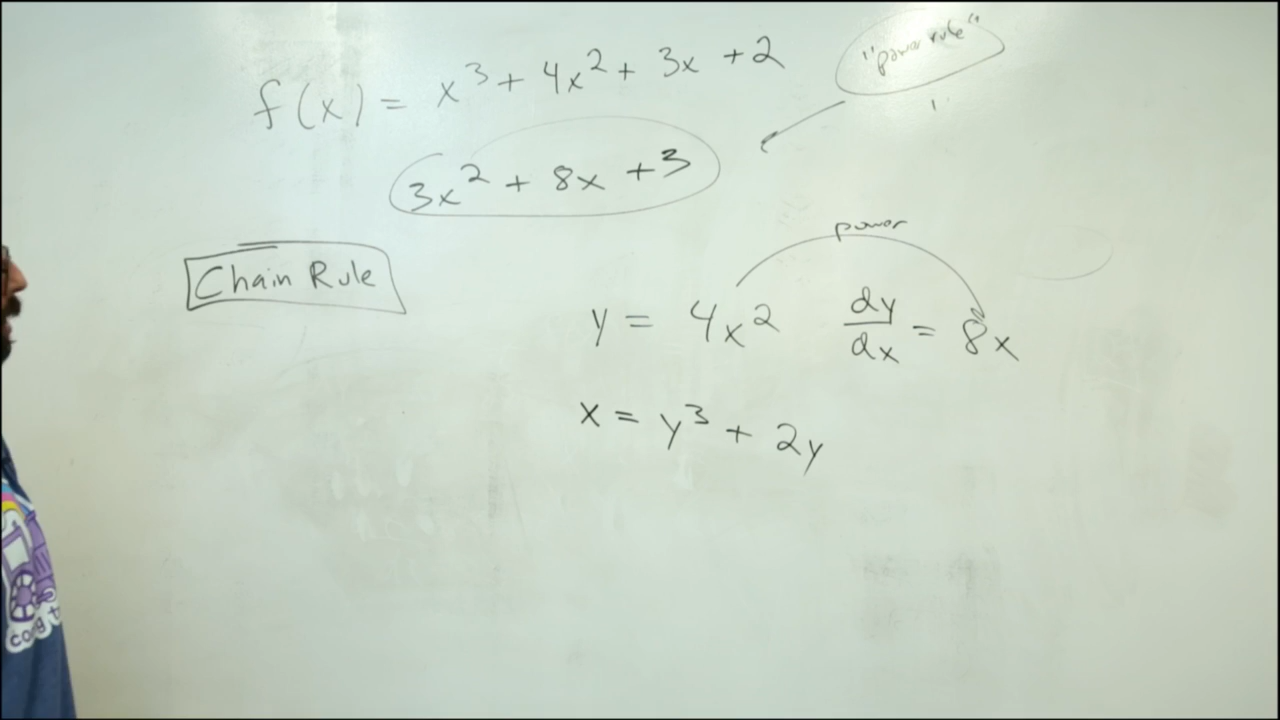 f(x) = x³ + 4x² + 3x + 2
"power rule"
3x² + 8x + 3
Chain Rule
power
y = 4x² dy/dx = 8x
x = y³ + 2y